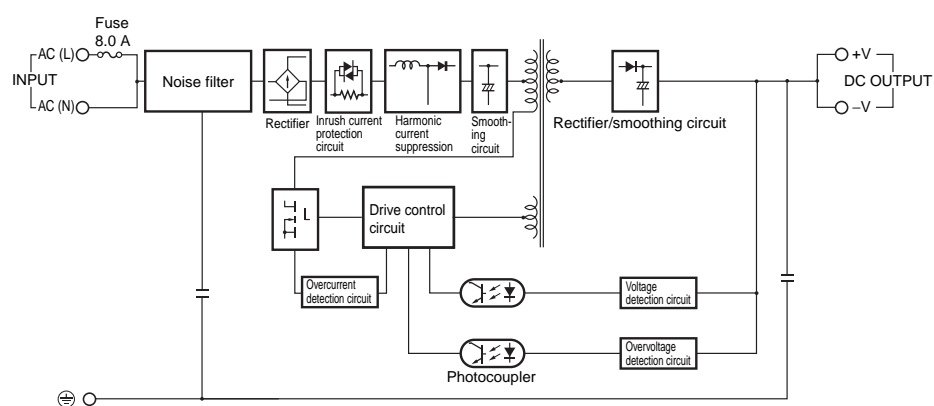 Fuse
8.0 A
AC (L)
INPUT
AC (N)
Noise filter
Rectifier
Inrush current
protection
circuit
Harmonic
current
suppression
Smooth-
ing
circuit
Rectifier/smoothing circuit
+V
DC OUTPUT
–V
Drive control
circuit
Overcurrent
detection circuit
Voltage
detection circuit
Overvoltage
detection circuit
Photocoupler